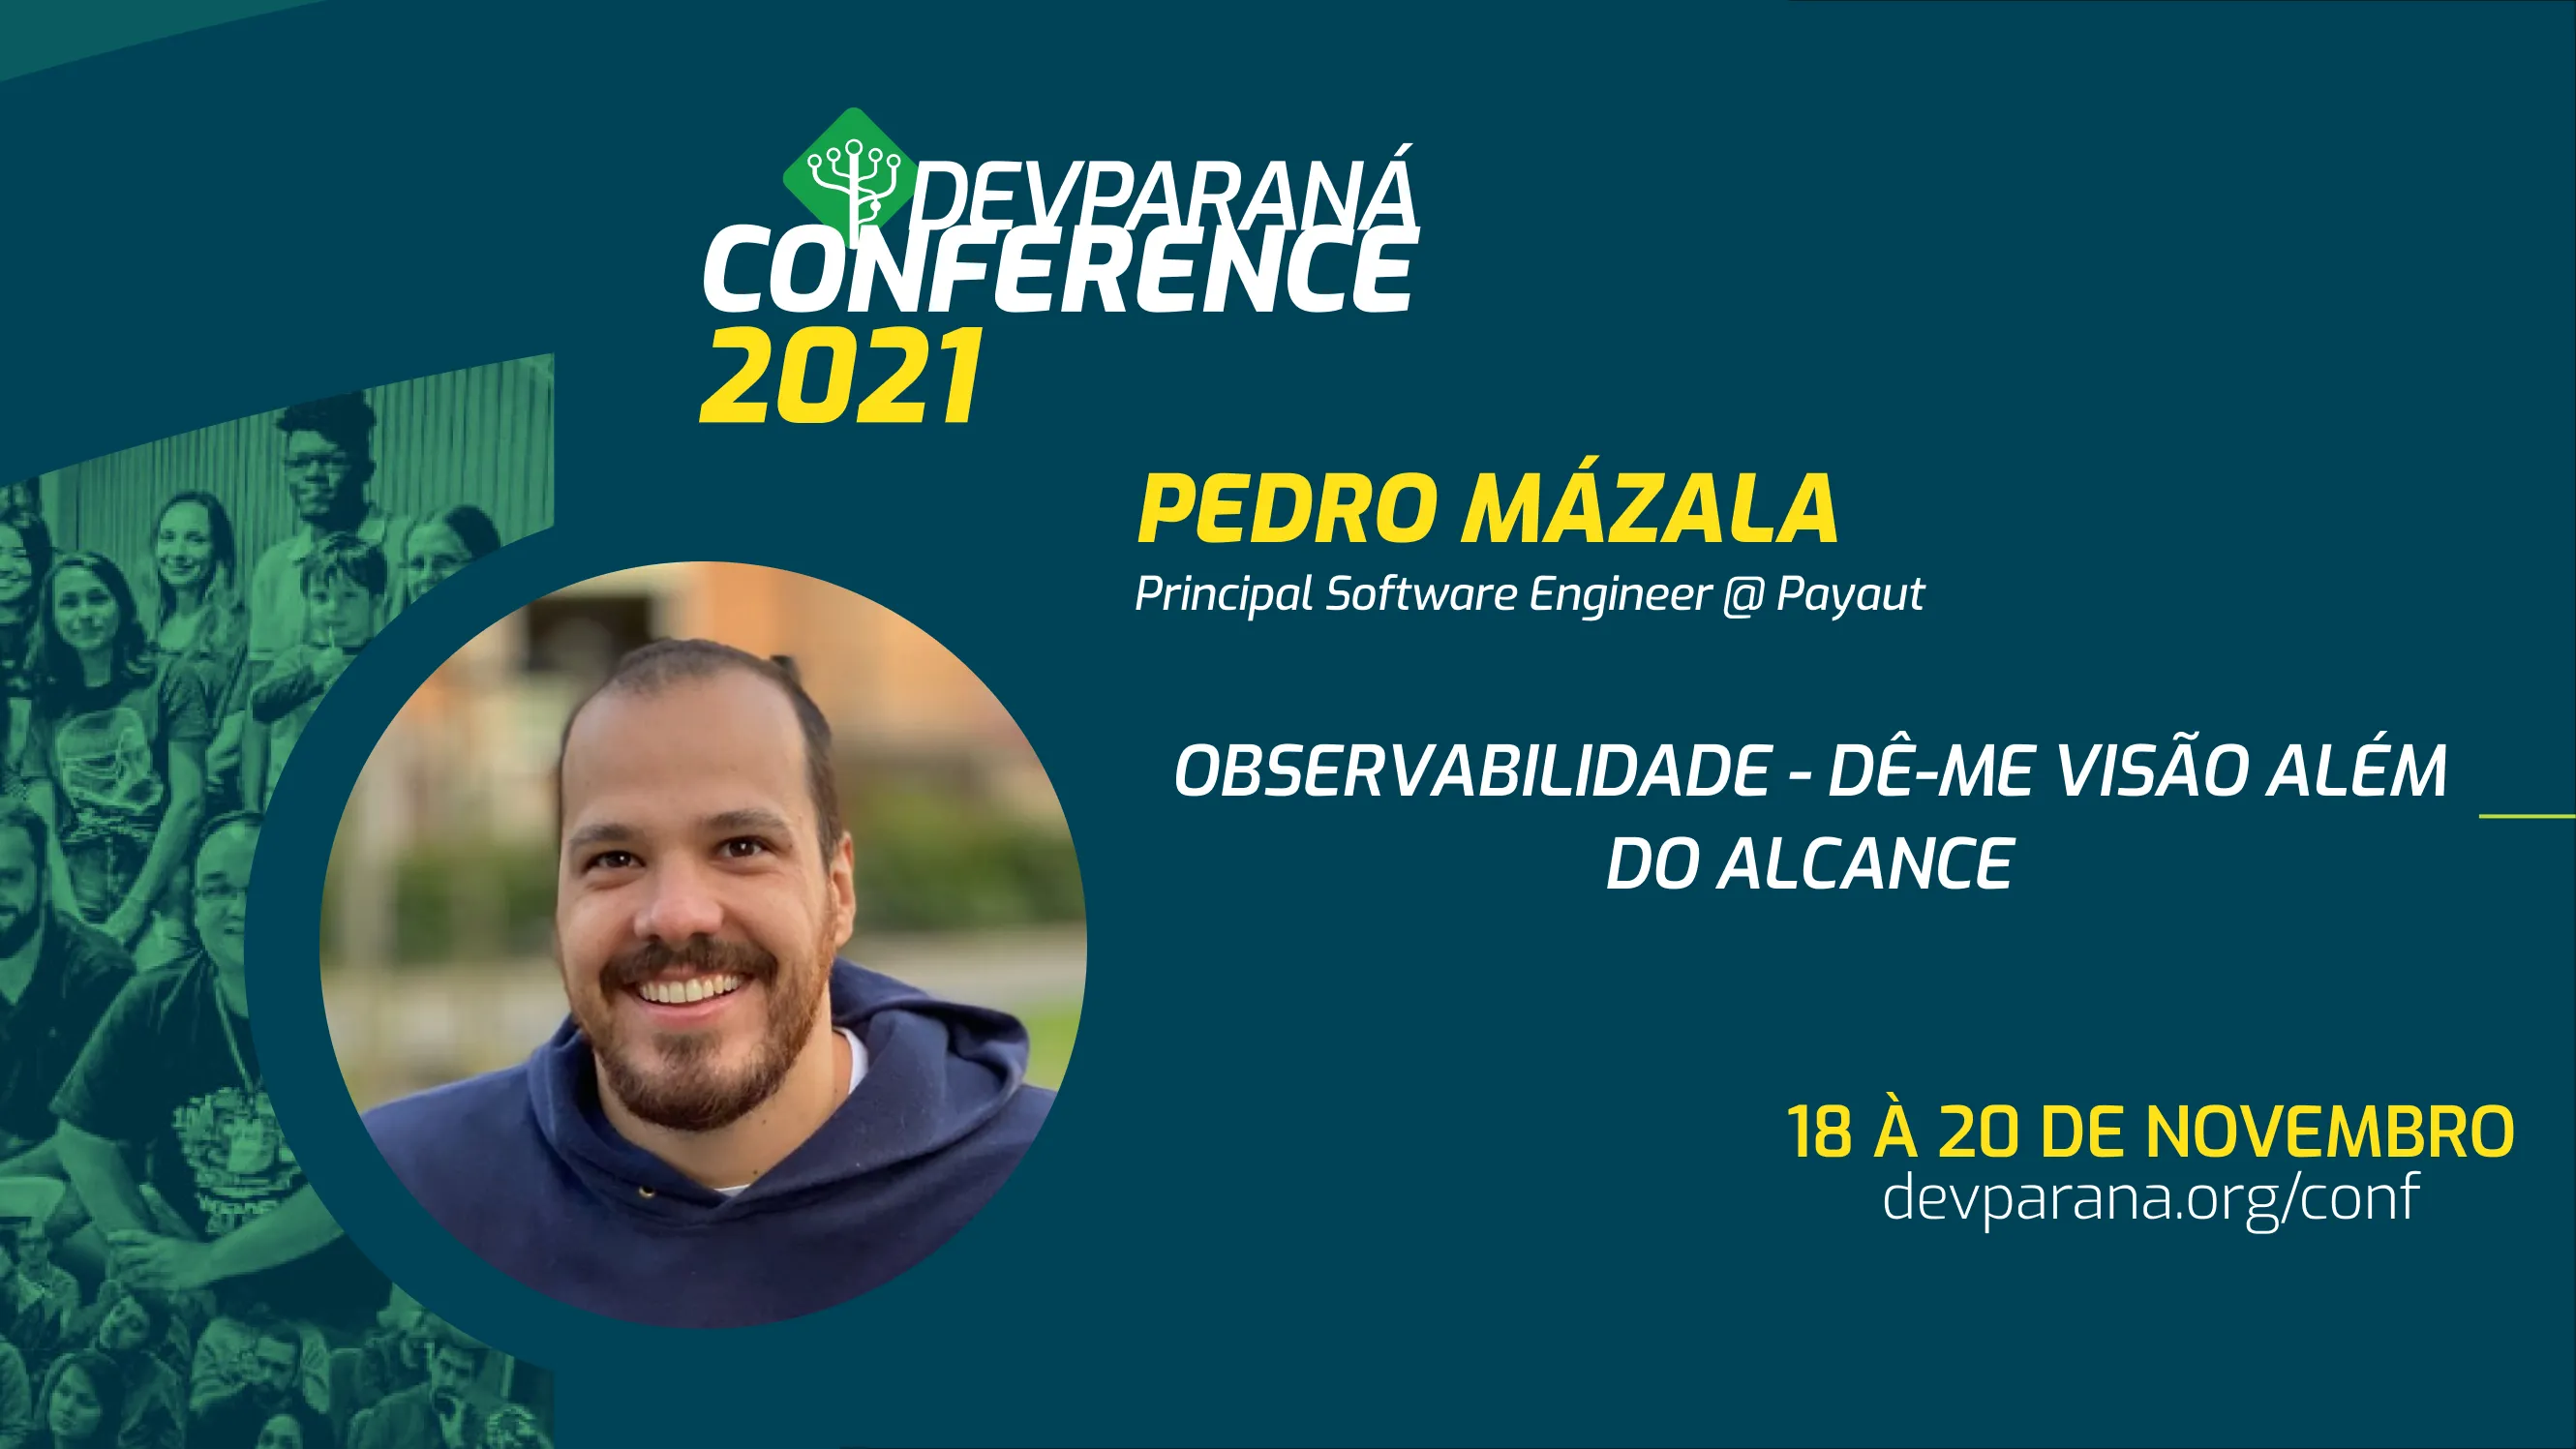 DEVPARANÁ
CONFERENCE
2021
PEDRO MÁZALA
Principal Software Engineer @ Payaut
OBSERVABILIDADE - DÊ-ME VISÃO ALÉM
DO ALCANCE
18 À 20 DE NOVEMBRO
devparana.org/conf